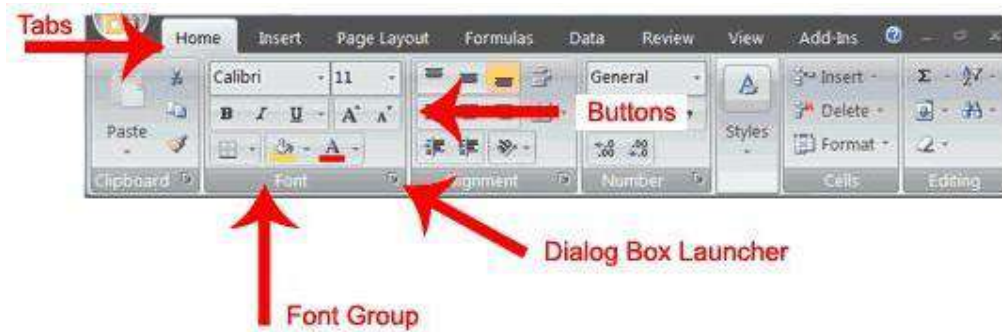 Tabs
Home Insert Page Layout Formulas Data Review View Add-Ins
Calibri 11 General Insert Σ
B I U A A Buttons Delete
Paste A Styles Format
Clipboard Font Alignment Number Cells Editing
Dialog Box Launcher
Font Group